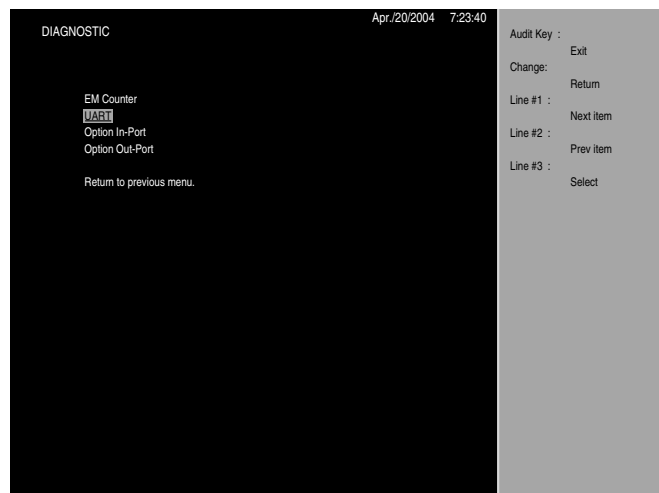 Apr./20/2004 7:23:40
DIAGNOSTIC
EM Counter
UART
Option In-Port
Option Out-Port
Return to previous menu.
Audit Key :
Exit
Change:
Return
Line #1 :
Next item
Line #2 :
Prev item
Line #3 :
Select